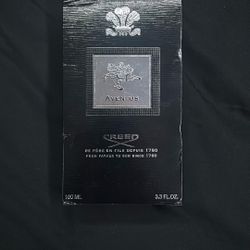 AVENTUS
CREED
DE PÈRE EN FILS DEPUIS 1760
FROM FATHER TO SON SINCE 1760
100 ML 3.3 FL.OZ.